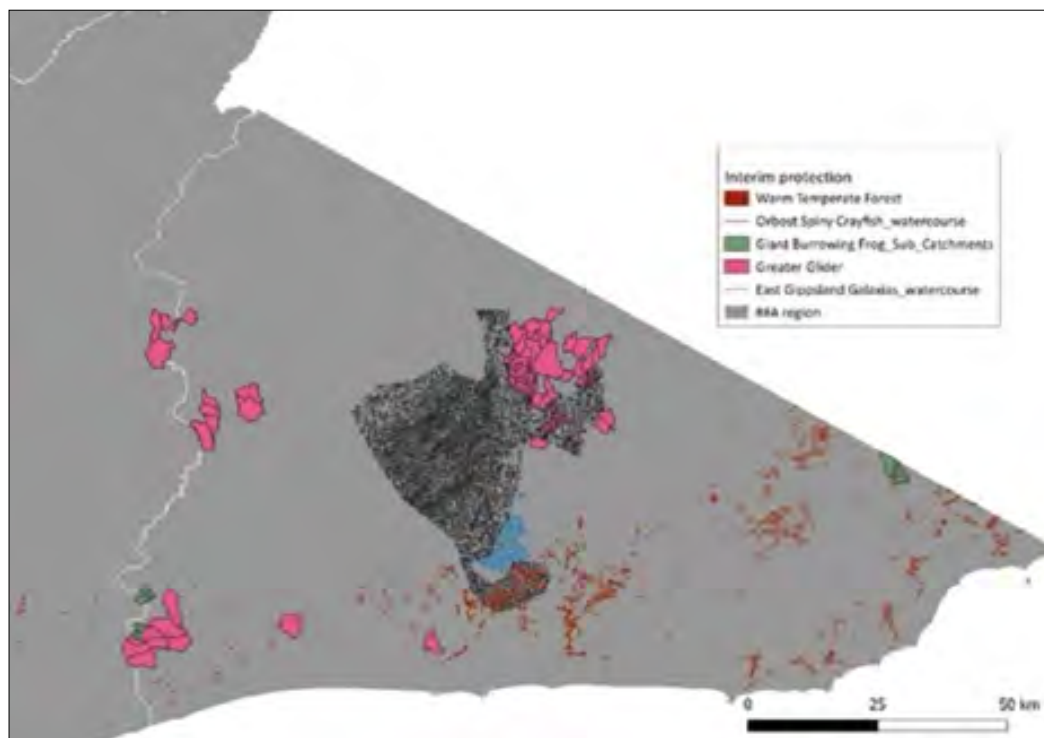 Interim protection
Warm Temperate Forest
Orbost Spiny Crayfish_watercourse
Giant Burrowing Frog_Sub_Catchments
Greater Glider
East Gippsland Galaxias_watercourse
RFA region
0 25 50 km